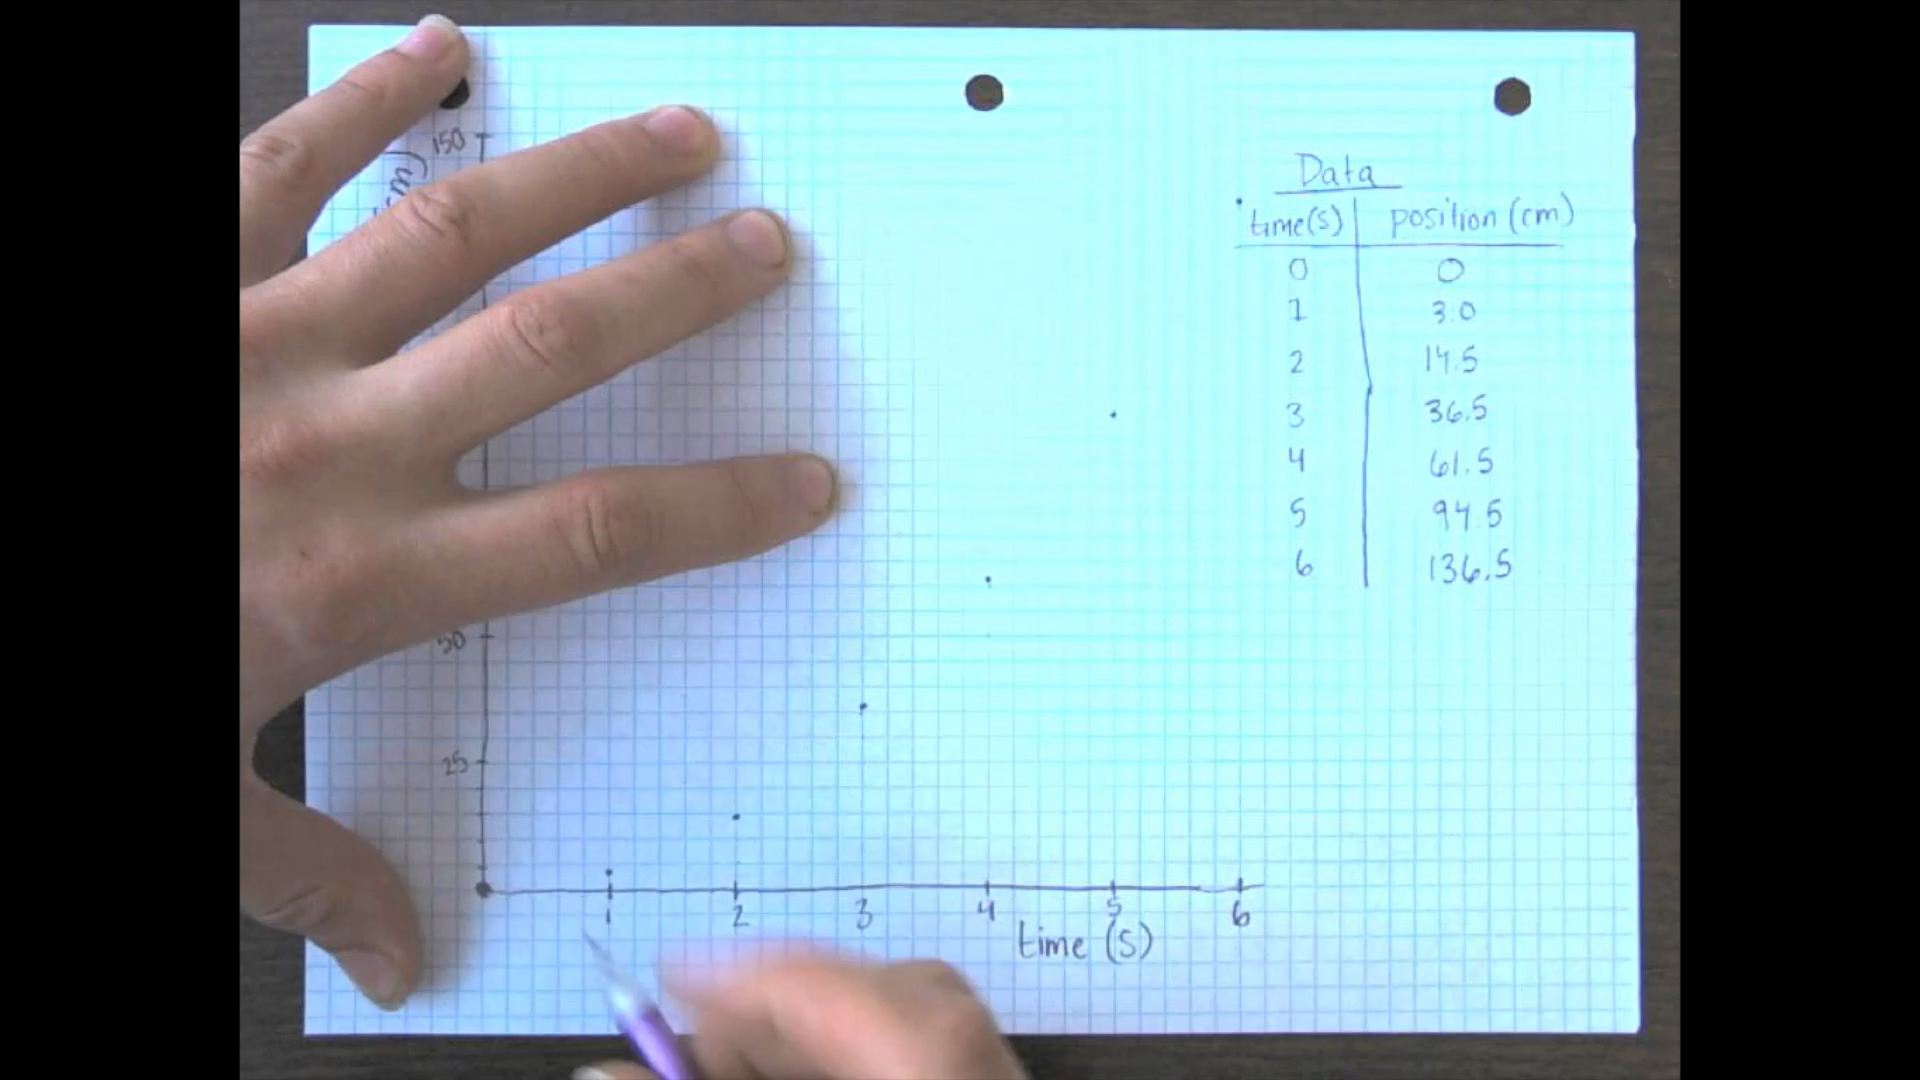 150
cm)
50
25
1 2 3 4 5 6
time (s)
Data
time(s) position (cm)
0 0
1 3.0
2 14.5
3 36.5
4 61.5
5 94.5
6 136.5